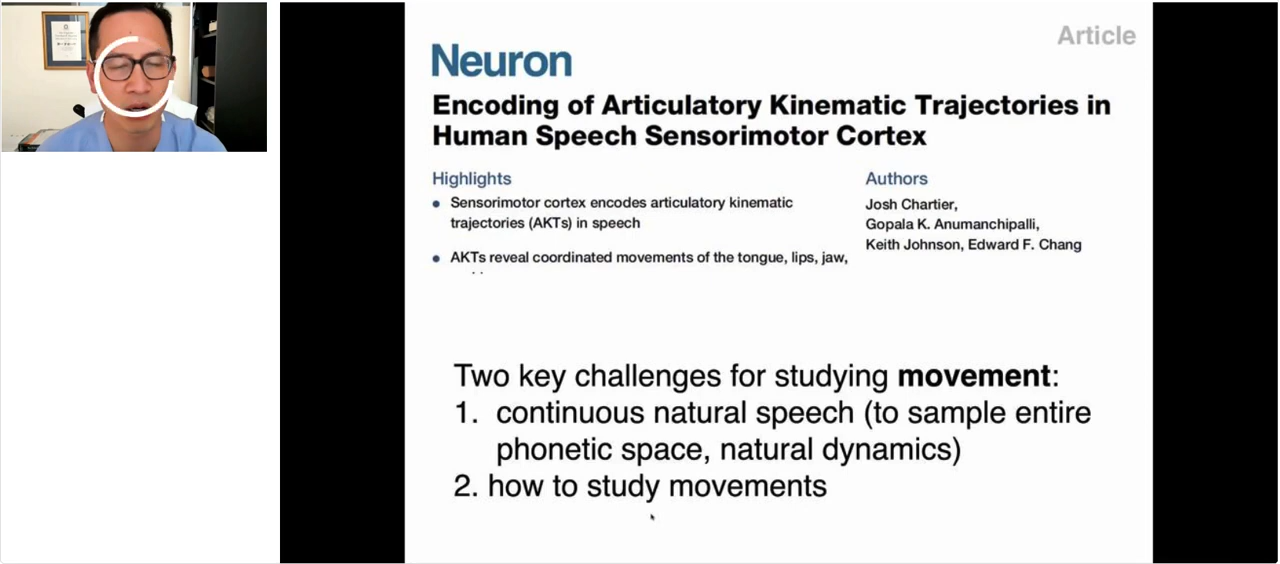 Article
Neuron
Encoding of Articulatory Kinematic Trajectories in
Human Speech Sensorimotor Cortex
Highlights
• Sensorimotor cortex encodes articulatory kinematic
trajectories (AKTs) in speech
• AKTs reveal coordinated movements of the tongue, lips, jaw,
Authors
Josh Chartier,
Gopala K. Anumanchipalli,
Keith Johnson, Edward F. Chang
Two key challenges for studying movement:
1. continuous natural speech (to sample entire
phonetic space, natural dynamics)
2. how to study movements